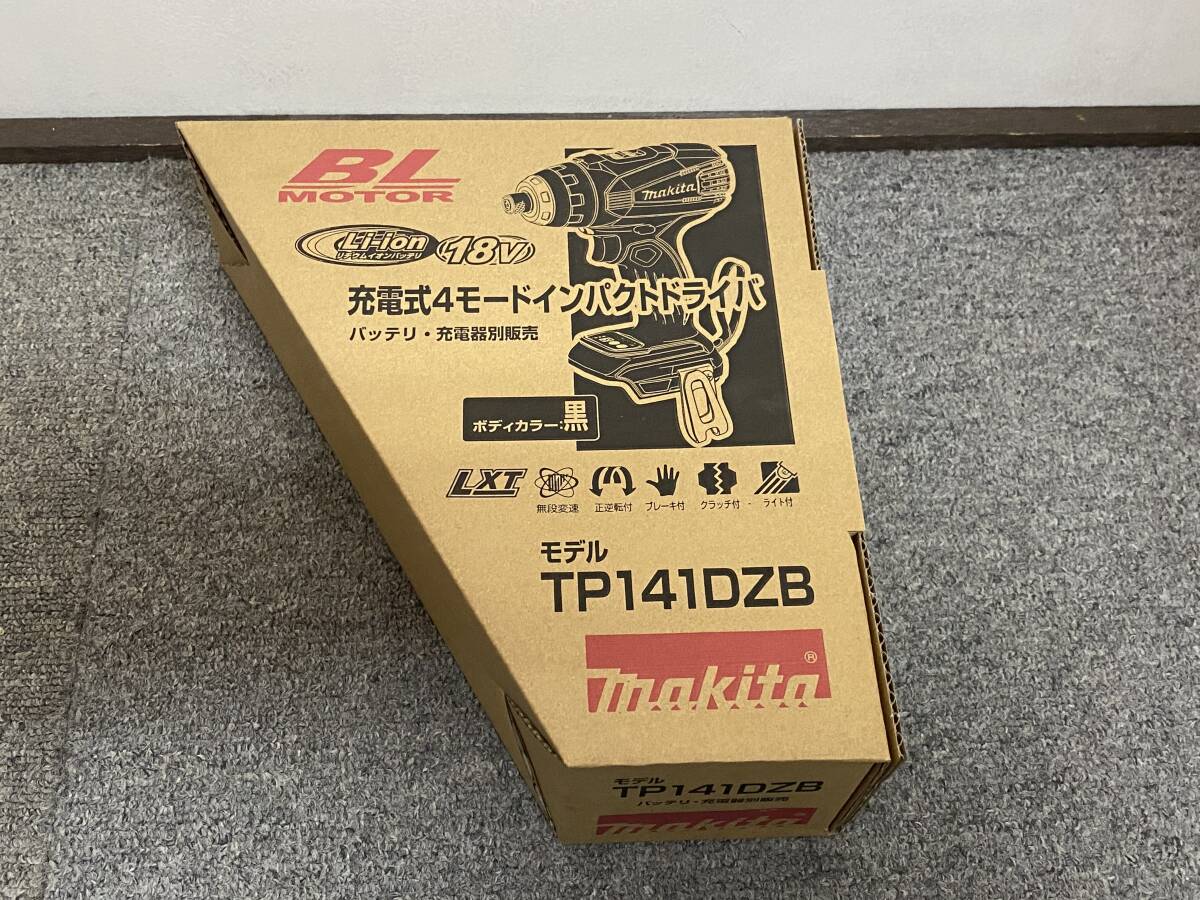 BL
MOTOR
makita
Li-ion 18V
リチウムイオンバッテリ
充電式4モードインパクトドライバ
バッテリ・充電器別販売
ボディカラー:黒
LXT
無段変速 正逆転付 ブレーキ付 クラッチ付 ライト付
モデル
TP141DZB
makita®
モデル
TP141DZB
バッテリ・充電器別販売
makita